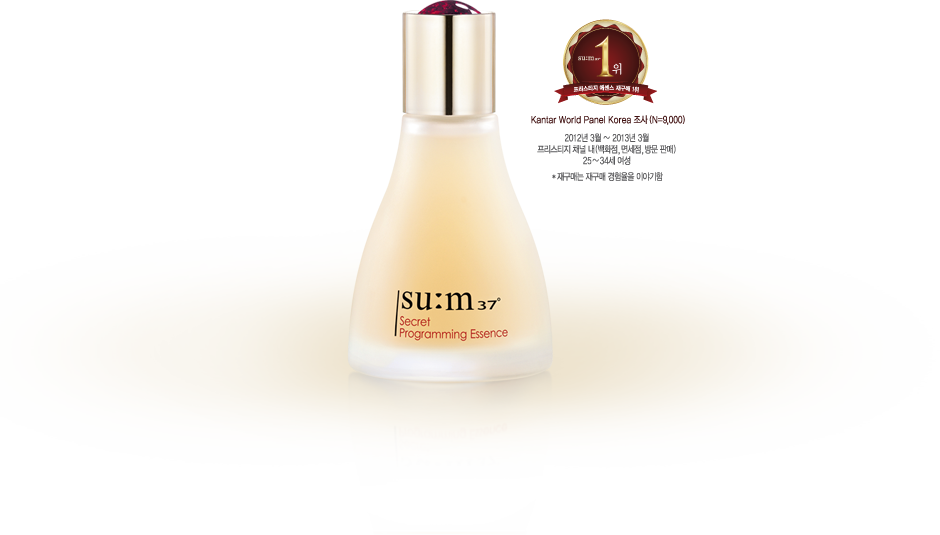 su:m37°
1위
프리스티지 에센스 재구매 1위
Kantar World Panel Korea 조사 (N=9,000)
2012년 3월 ~ 2013년 3월
프리스티지 채널 내(백화점, 면세점, 방문 판매)
25~34세 여성
*재구매는 재구매 경험율을 이야기함
su:m37°
Secret
Programming Essence